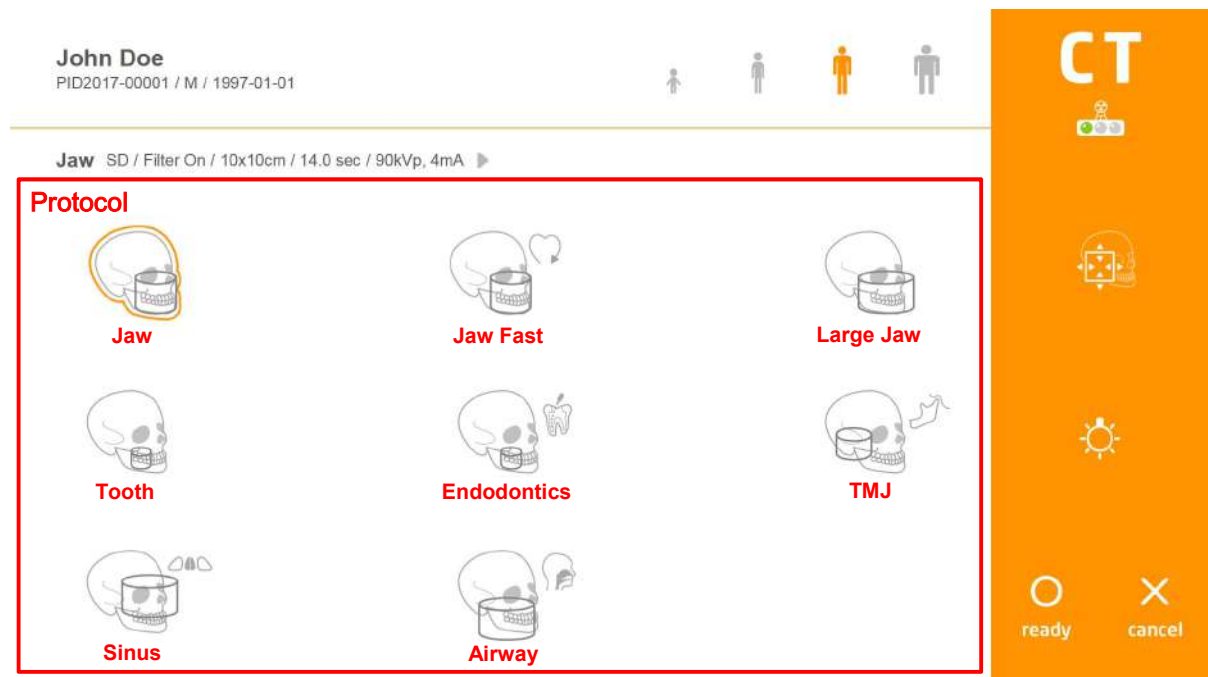 John Doe
PID2017-00001 / M / 1997-01-01
CT
Jaw SD / Filter On / 10x10cm / 14.0 sec / 90kVp, 4mA
Protocol
Jaw
Jaw Fast
Large Jaw
Tooth
Endodontics
TMJ
Sinus
Airway
ready
cancel